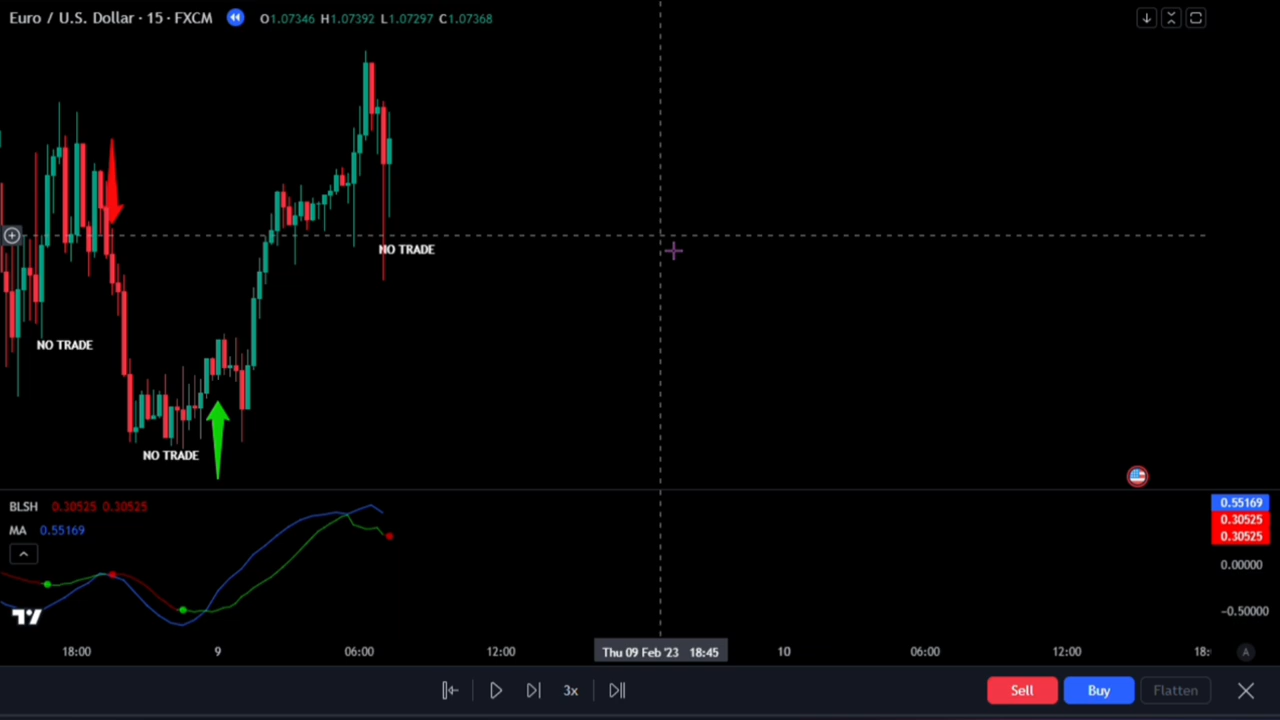 Euro / U.S. Dollar · 15 · FXCM O1.07346 H1.07392 L1.07297 C1.07368
NO TRADE
NO TRADE
NO TRADE
BLSH 0.30525 0.30525
MA 0.55169
0.55169
0.30525
0.30525
0.00000
−0.50000
18:00 9 06:00 12:00 Thu 09 Feb '23 18:45 10 06:00 12:00 18: A
3x Sell Buy Flatten